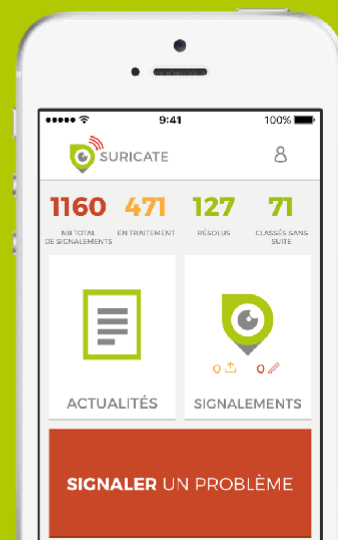 9:41
100%
SURICATE
1160 471 127 71
NB TOTAL
DE SIGNALEMENTS
EN TRAITEMENT
RÉSOLUS
CLASSÉS SANS
SUITE
0 0
ACTUALITÉS
SIGNALEMENTS
SIGNALER UN PROBLÈME